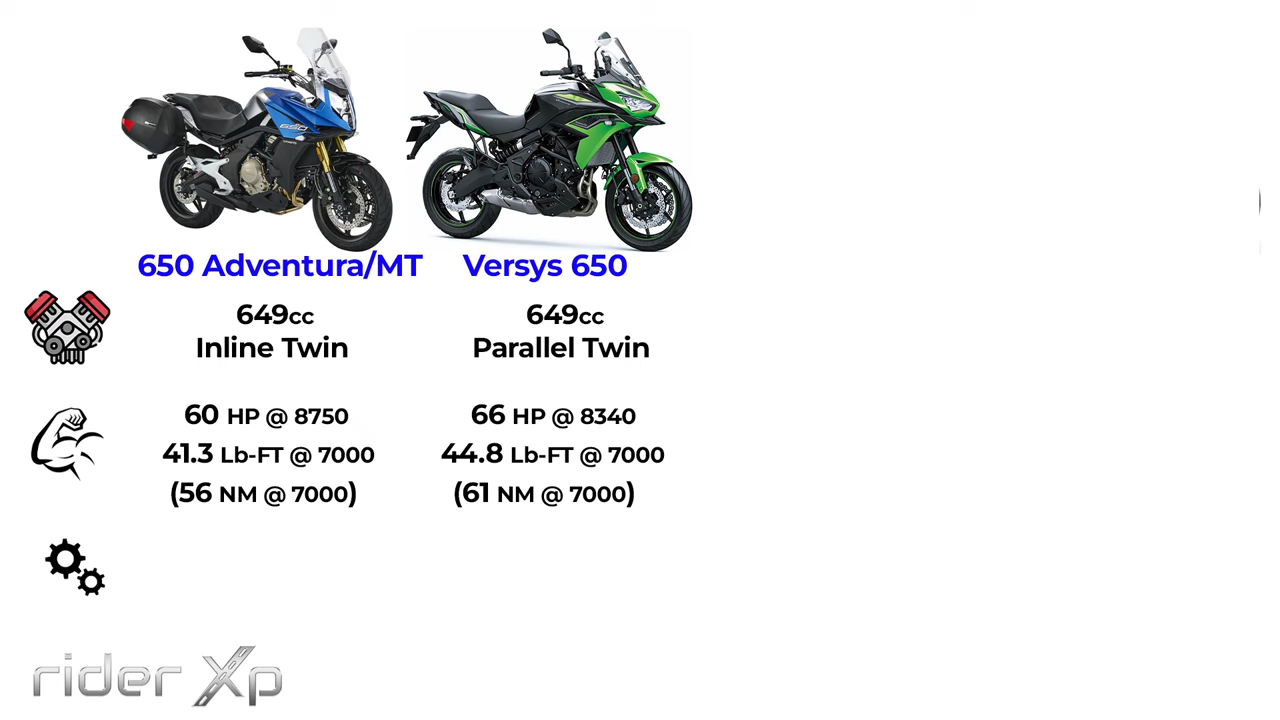 650 Adventura/MT
Versys 650
649cc
Inline Twin
649cc
Parallel Twin
60 HP @ 8750
41.3 Lb-FT @ 7000
(56 NM @ 7000)
66 HP @ 8340
44.8 Lb-FT @ 7000
(61 NM @ 7000)
rider Xp